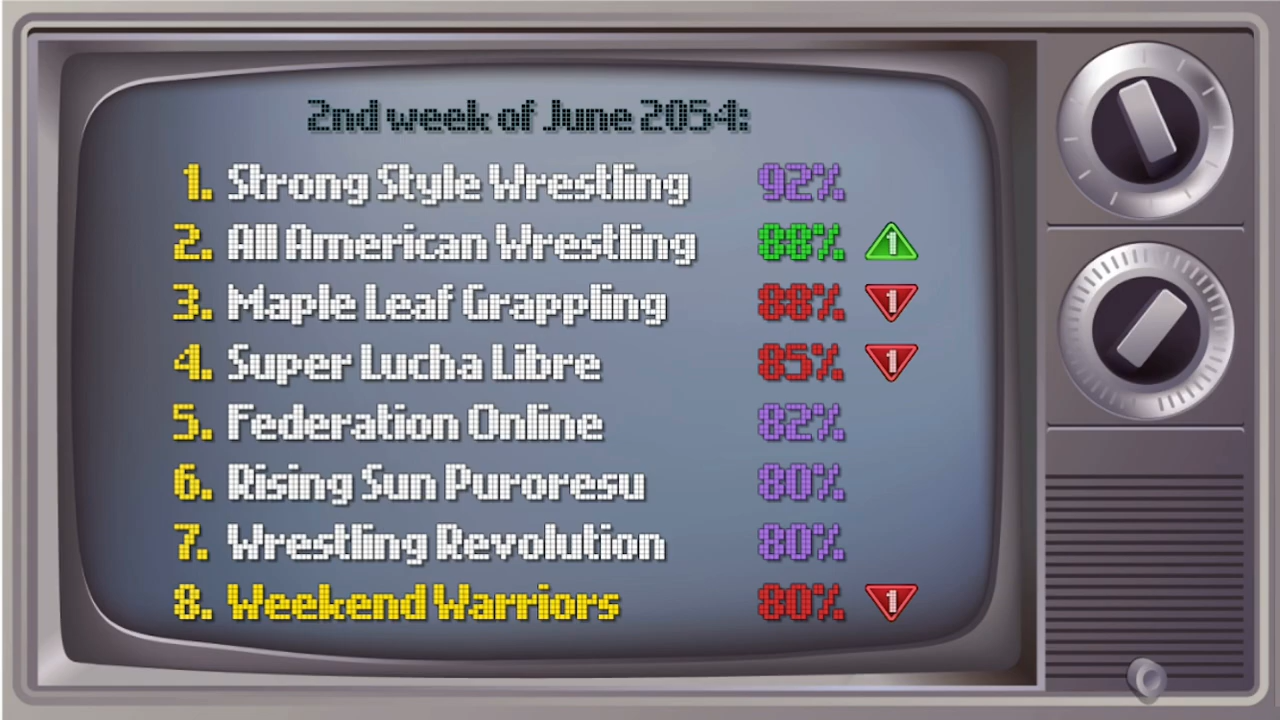 2nd week of June 2054:
1. Strong Style Wrestling 92%
2. All American Wrestling 88% 1
3. Maple Leaf Grappling 88% 1
4. Super Lucha Libre 85% 1
5. Federation Online 82%
6. Rising Sun Puroresu 80%
7. Wrestling Revolution 80%
8. Weekend Warriors 80% 1